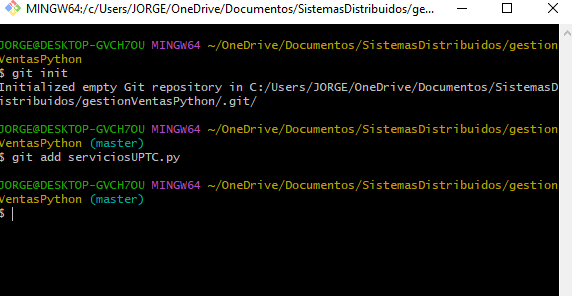 MINGW64:/c/Users/JORGE/OneDrive/Documentos/SistemasDistribuidos/ge...
JORGE@DESKTOP-GVCH7OU MINGW64 ~/OneDrive/Documentos/SistemasDistribuidos/gestion
VentasPython
$ git init
Initialized empty Git repository in C:/Users/JORGE/OneDrive/Documentos/SistemasD
istribuidos/gestionVentasPython/.git/
JORGE@DESKTOP-GVCH7OU MINGW64 ~/OneDrive/Documentos/SistemasDistribuidos/gestion
VentasPython (master)
$ git add serviciosUPTC.py
JORGE@DESKTOP-GVCH7OU MINGW64 ~/OneDrive/Documentos/SistemasDistribuidos/gestion
VentasPython (master)
$